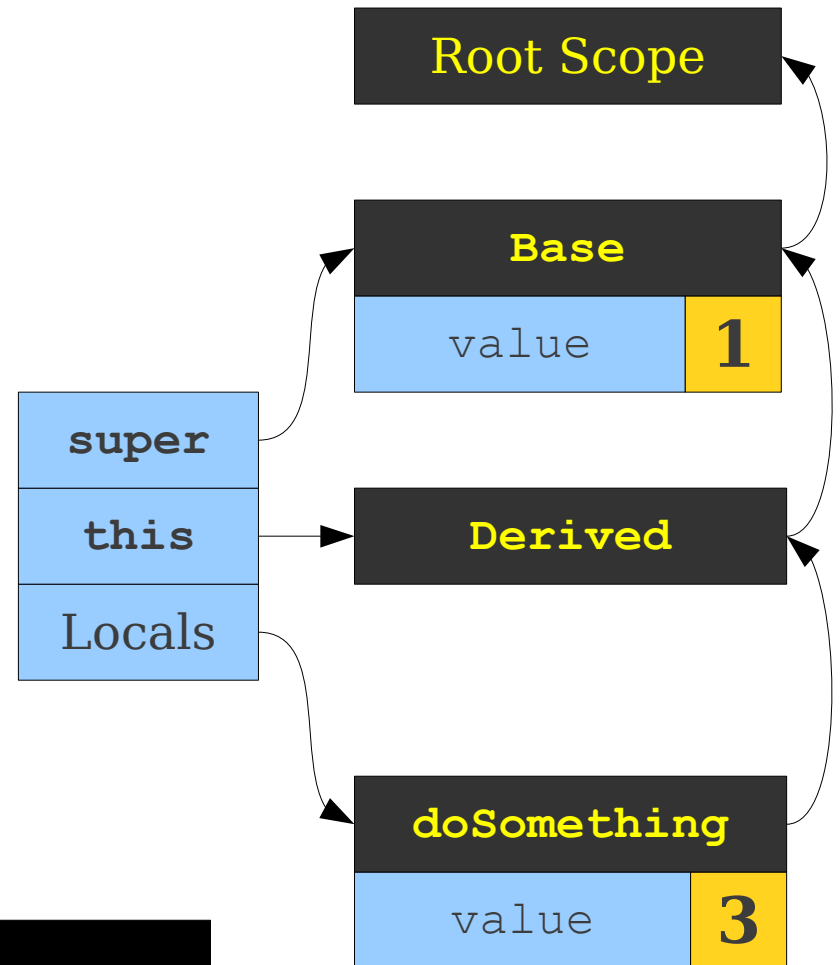 Root Scope
Base
value 1
super
this
Derived
Locals
doSomething
value 3